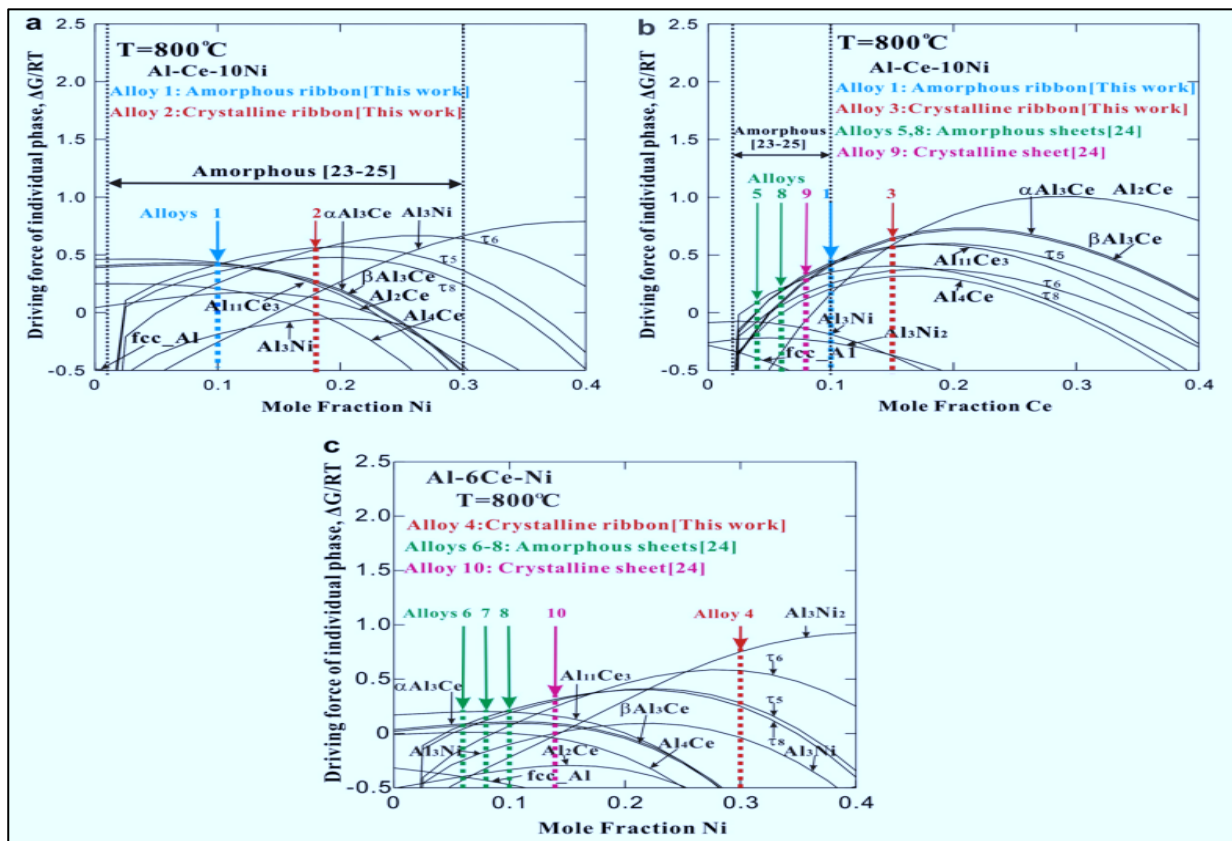 a
T=800℃
Al-Ce-10Ni
Alloy 1: Amorphous ribbon[This work]
Alloy 2:Crystalline ribbon[This work]
Amorphous [23-25]
Alloys 1
2
αAl3Ce
Al3Ni
τ6
τ5
τ8
βAl3Ce
Al2Ce
Al4Ce
Al11Ce3
Al3Ni
fcc_Al
2.5
2.0
1.5
1.0
0.5
0
-0.5
0
0.1
0.2
0.3
0.4
Driving force of individual phase, ΔG/RT
Mole Fraction Ni
b
T=800℃
Al-Ce-10Ni
Alloy 1: Amorphous ribbon[This work]
Alloy 3: Crystalline ribbon[This work]
Alloys 5,8: Amorphous sheets[24]
Alloy 9: Crystalline sheet[24]
Amorphous
[23-25]
Alloys
5 8 9 1
3
αAl3Ce
Al2Ce
βAl3Ce
Al11Ce3
τ5
τ6
Al4Ce
τ8
Al3Ni
Al3Ni2
fcc_Al
2.5
2.0
1.5
1.0
0.5
0
-0.5
0
0.1
0.2
0.3
0.4
Driving force of individual phase, ΔG/RT
Mole Fraction Ce
c
Al-6Ce-Ni
T=800℃
Alloy 4:Crystalline ribbon[This work]
Alloys 6-8: Amorphous sheets[24]
Alloy 10: Crystalline sheet[24]
Alloys 6 7 8
10
Alloy 4
Al3Ni2
τ6
αAl3Ce
Al11Ce3
βAl3Ce
τ5
τ8
Al3Ni
Al2Ce
Al4Ce
Al3Ni
fcc_Al
2.5
2.0
1.5
1.0
0.5
0
-0.5
0
0.1
0.2
0.3
0.4
Driving force of individual phase, ΔG/RT
Mole Fraction Ni